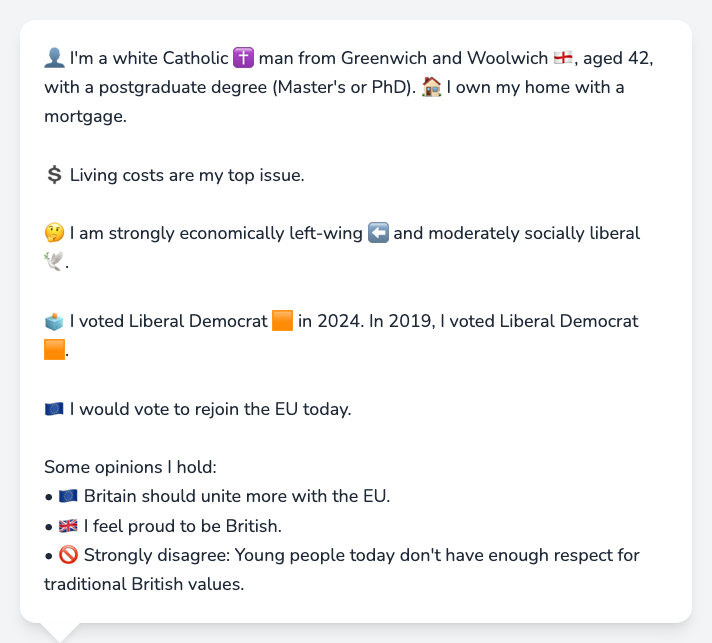 👤 I'm a white Catholic ✝️ man from Greenwich and Woolwich 🏴󠁧󠁢󠁥󠁮󠁧󠁿, aged 42,
with a postgraduate degree (Master's or PhD). 🏠 I own my home with a
mortgage.
💲 Living costs are my top issue.
🤔 I am strongly economically left-wing ⬅️ and moderately socially liberal
🕊️.
🗳️ I voted Liberal Democrat 🟧 in 2024. In 2019, I voted Liberal Democrat
🟧.
🇪🇺 I would vote to rejoin the EU today.
Some opinions I hold:
• 🇪🇺 Britain should unite more with the EU.
• 🇬🇧 I feel proud to be British.
• 🚫 Strongly disagree: Young people today don't have enough respect for
traditional British values.